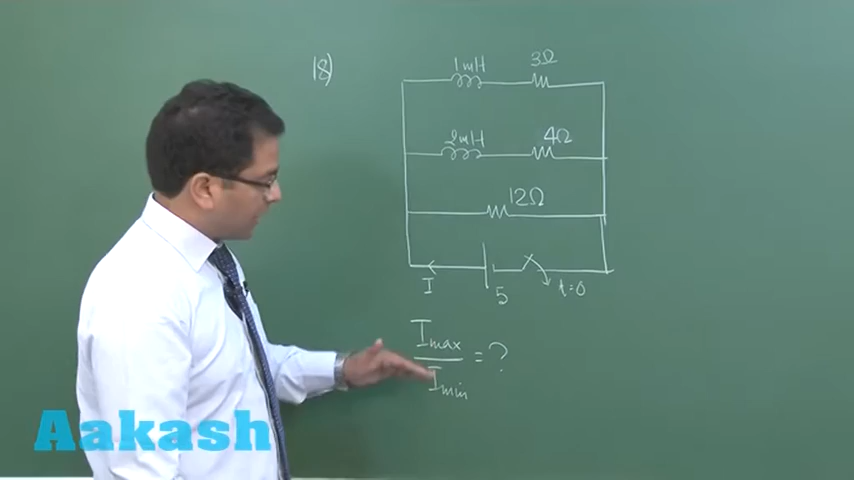 18)
1mH 3Ω
2mH 4Ω
12Ω
I 5 t=0
Imax
= ?
Imin
Aakash